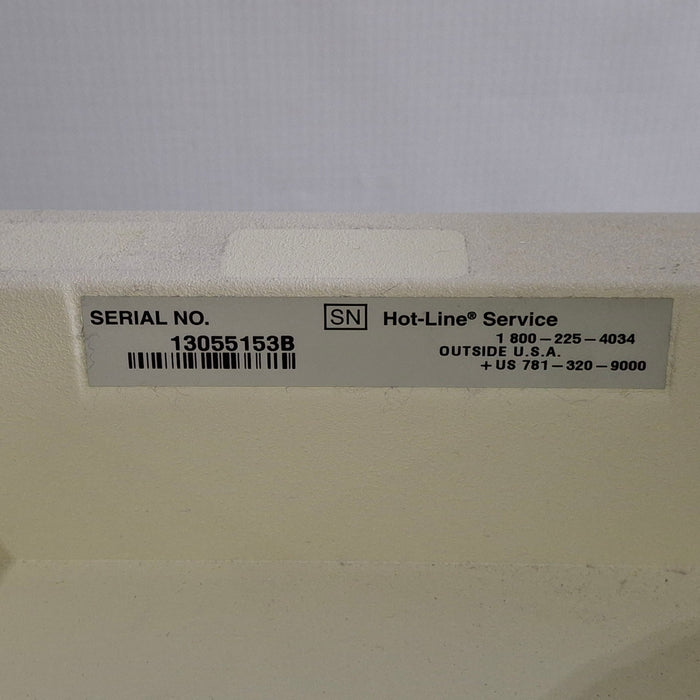 SERIAL NO.
13055153B
SN Hot-Line® Service
1 800-225-4034
OUTSIDE U.S.A.
+US 781-320-9000